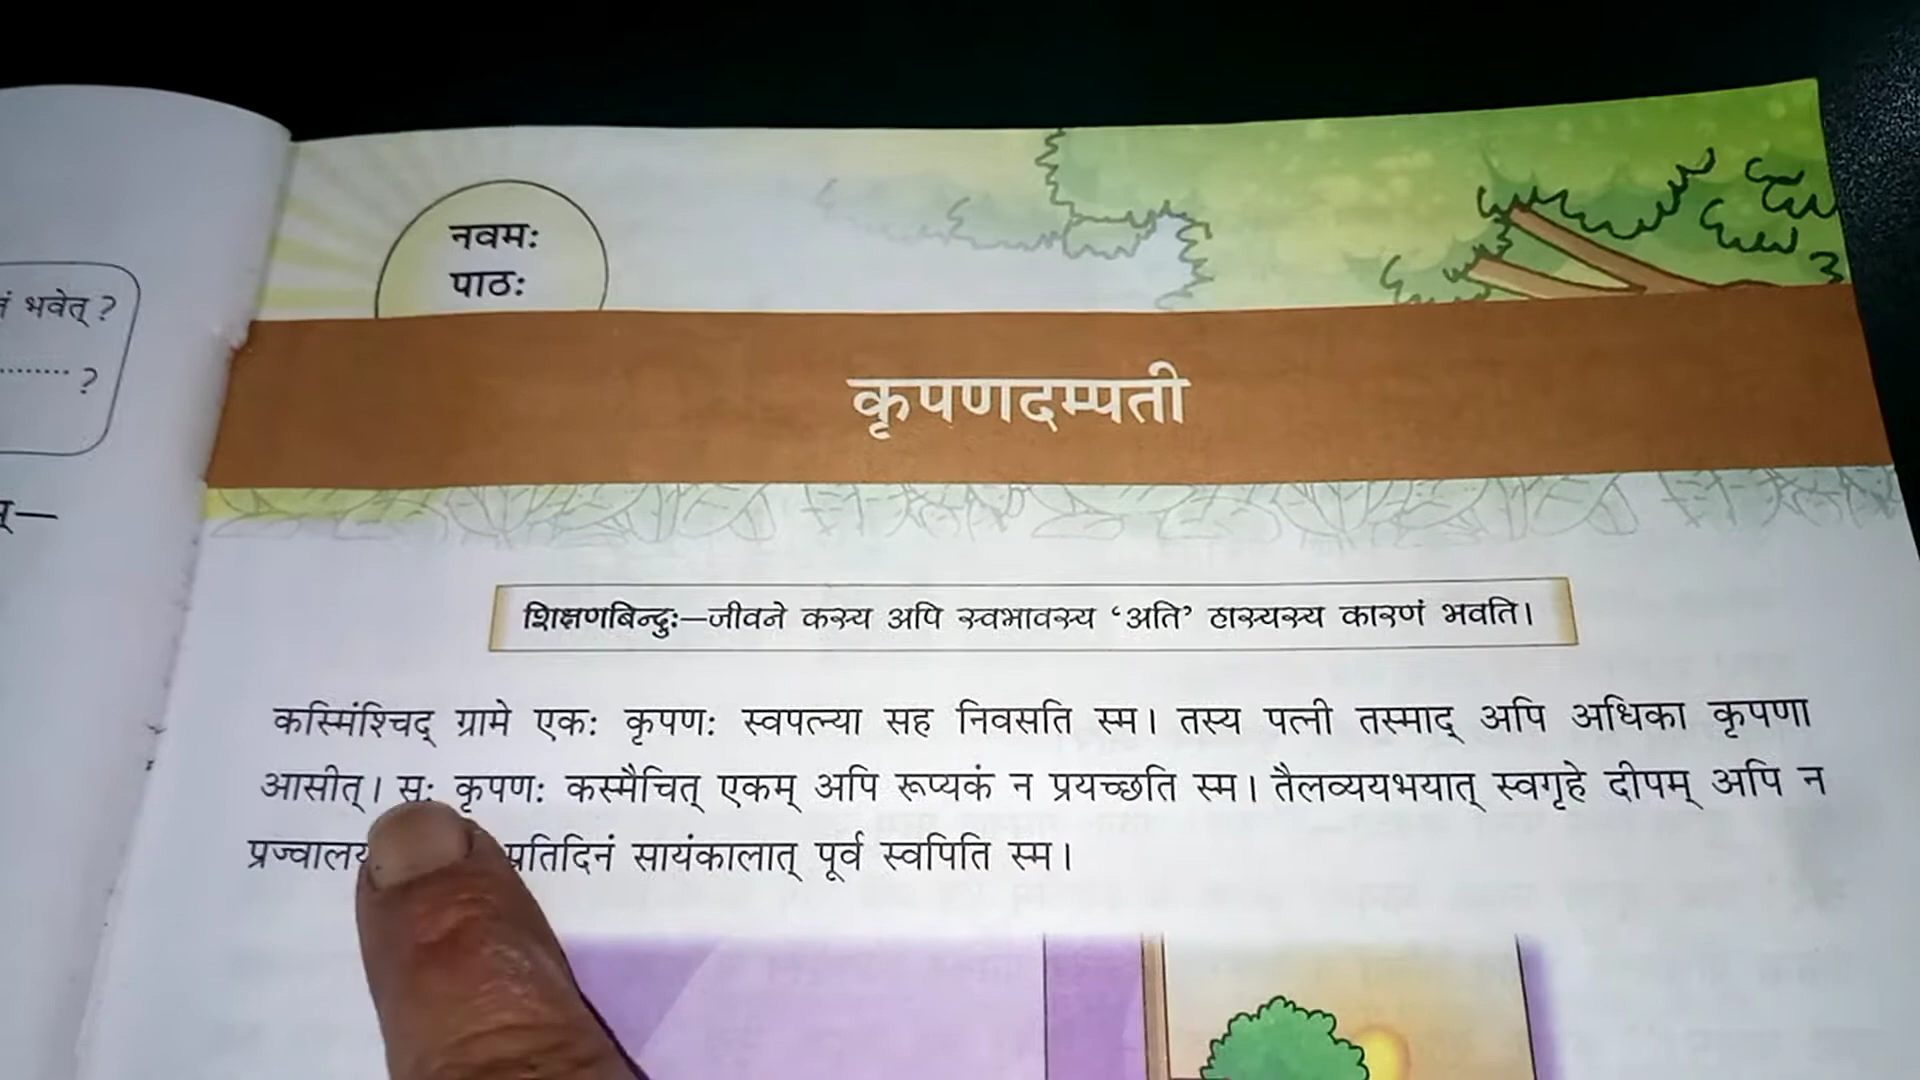 नवमः
पाठः
तं भवेत् ?
........ ?
कृपणदम्पती
शिक्षणबिन्दुः—जीवने कस्य अपि स्वभावस्य ‘अति’ हास्यस्य कारणं भवति।
कस्मिंश्चिद् ग्रामे एकः कृपणः स्वपत्न्या सह निवसति स्म। तस्य पत्नी तस्माद् अपि अधिका कृपणा
आसीत्। सः कृपणः कस्मैचित् एकम् अपि रूप्यकं न प्रयच्छति स्म। तैलव्ययभयात् स्वगृहे दीपम् अपि न
प्रतिदिनं सायंकालात् पूर्व स्वपिति स्म।